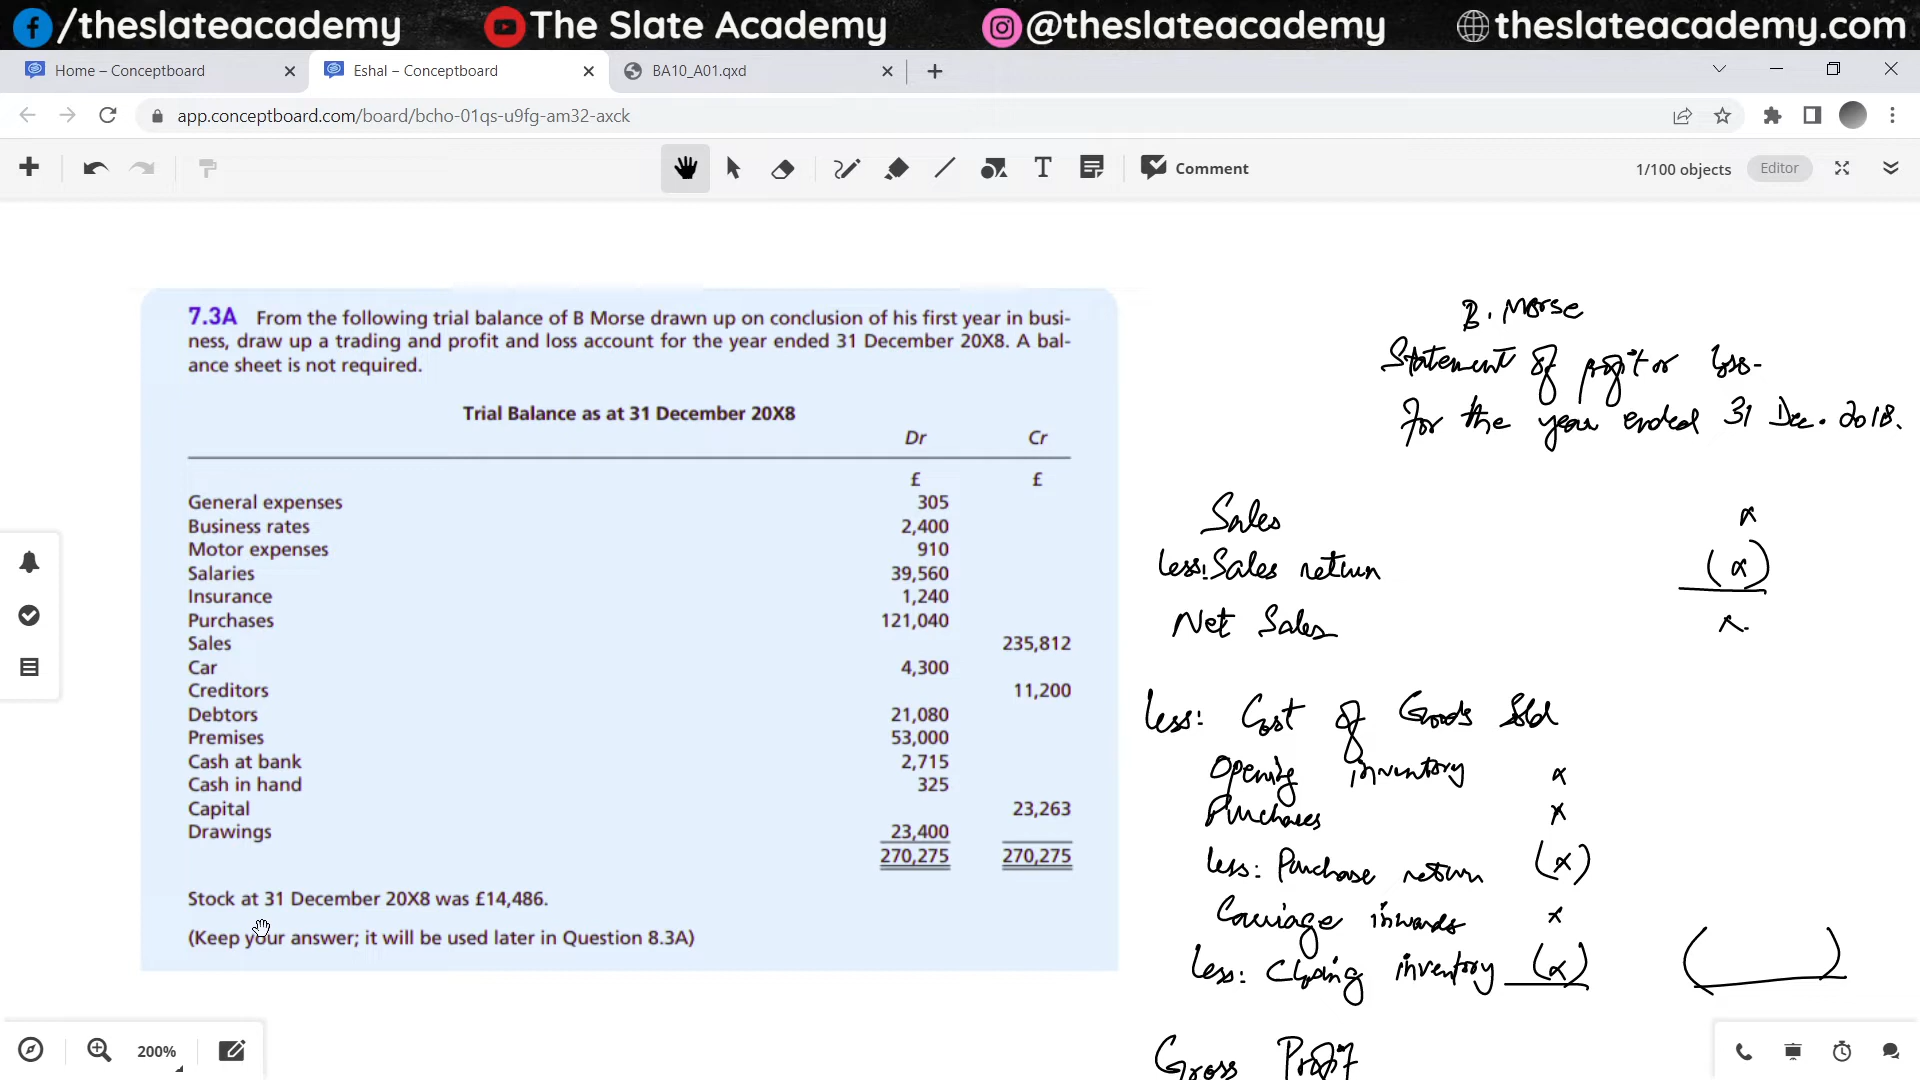 /theslateacademy The Slate Academy @theslateacademy theslateacademy.com
Home – Conceptboard Eshal – Conceptboard BA10_A01.qxd
app.conceptboard.com/board/bcho-01qs-u9fg-am32-axck
T Comment 1/100 objects Editor
7.3A From the following trial balance of B Morse drawn up on conclusion of his first year in busi-
ness, draw up a trading and profit and loss account for the year ended 31 December 20X8. A bal-
ance sheet is not required.
Trial Balance as at 31 December 20X8
Dr Cr
£ £
General expenses 305
Business rates 2,400
Motor expenses 910
Salaries 39,560
Insurance 1,240
Purchases 121,040
Sales 235,812
Car 4,300
Creditors 11,200
Debtors 21,080
Premises 53,000
Cash at bank 2,715
Cash in hand 325
Capital 23,263
Drawings 23,400
270,275 270,275
Stock at 31 December 20X8 was £14,486.
(Keep your answer; it will be used later in Question 8.3A)
B. Morse
Statement of profit or loss
For the year ended 31 Dec. 2018.
Sales x
less: Sales return (x)
Net Sales x
less: Cost of Goods Sold
Opening inventory x
Purchases x
less: Purchase return (x)
Carriage inwards x
less: Closing inventory (x) ( )
Gross Profit
200%